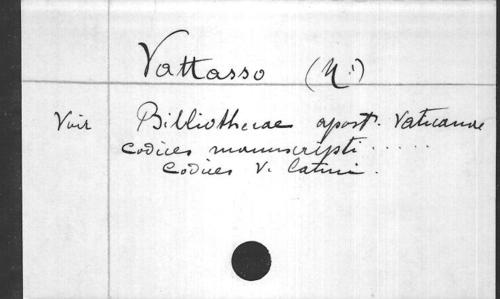 Vattasso (M.)
Voir Bibliothecae apost. Vaticanae
codices manuscripti.....
Codices V. Latini.